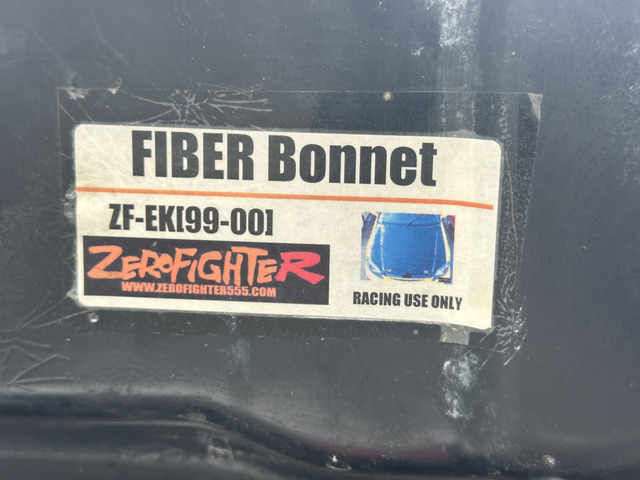 FIBER Bonnet
ZF-EK[99-00]
ZEROFIGHTER
WWW.ZEROFIGHTER555.COM
RACING USE ONLY